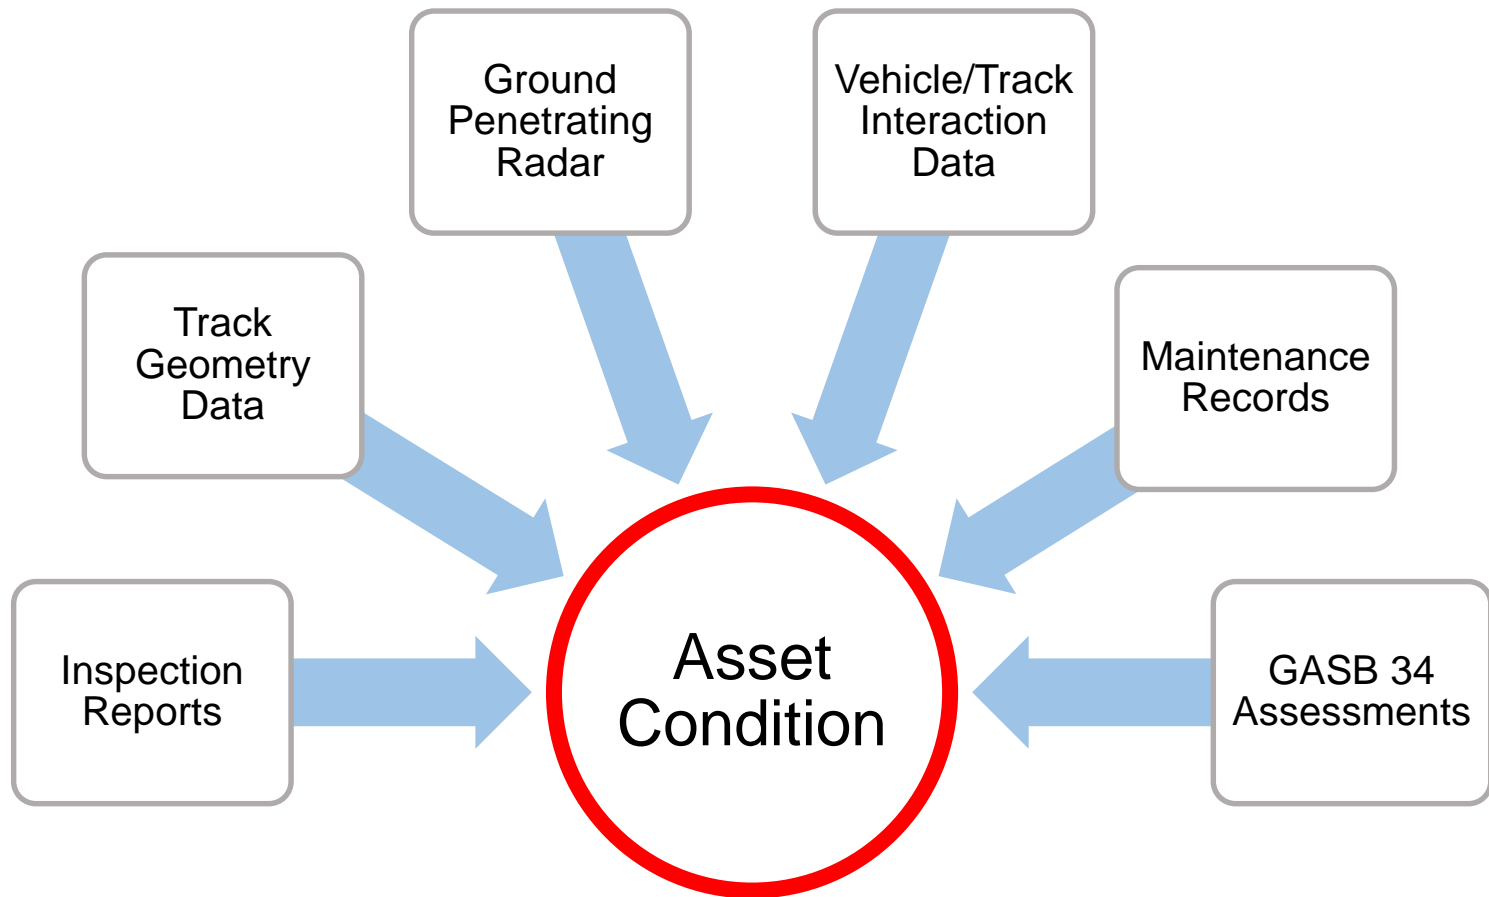 Ground
Penetrating
Radar
Vehicle/Track
Interaction
Data
Track
Geometry
Data
Maintenance
Records
Inspection
Reports
Asset
Condition
GASB 34
Assessments